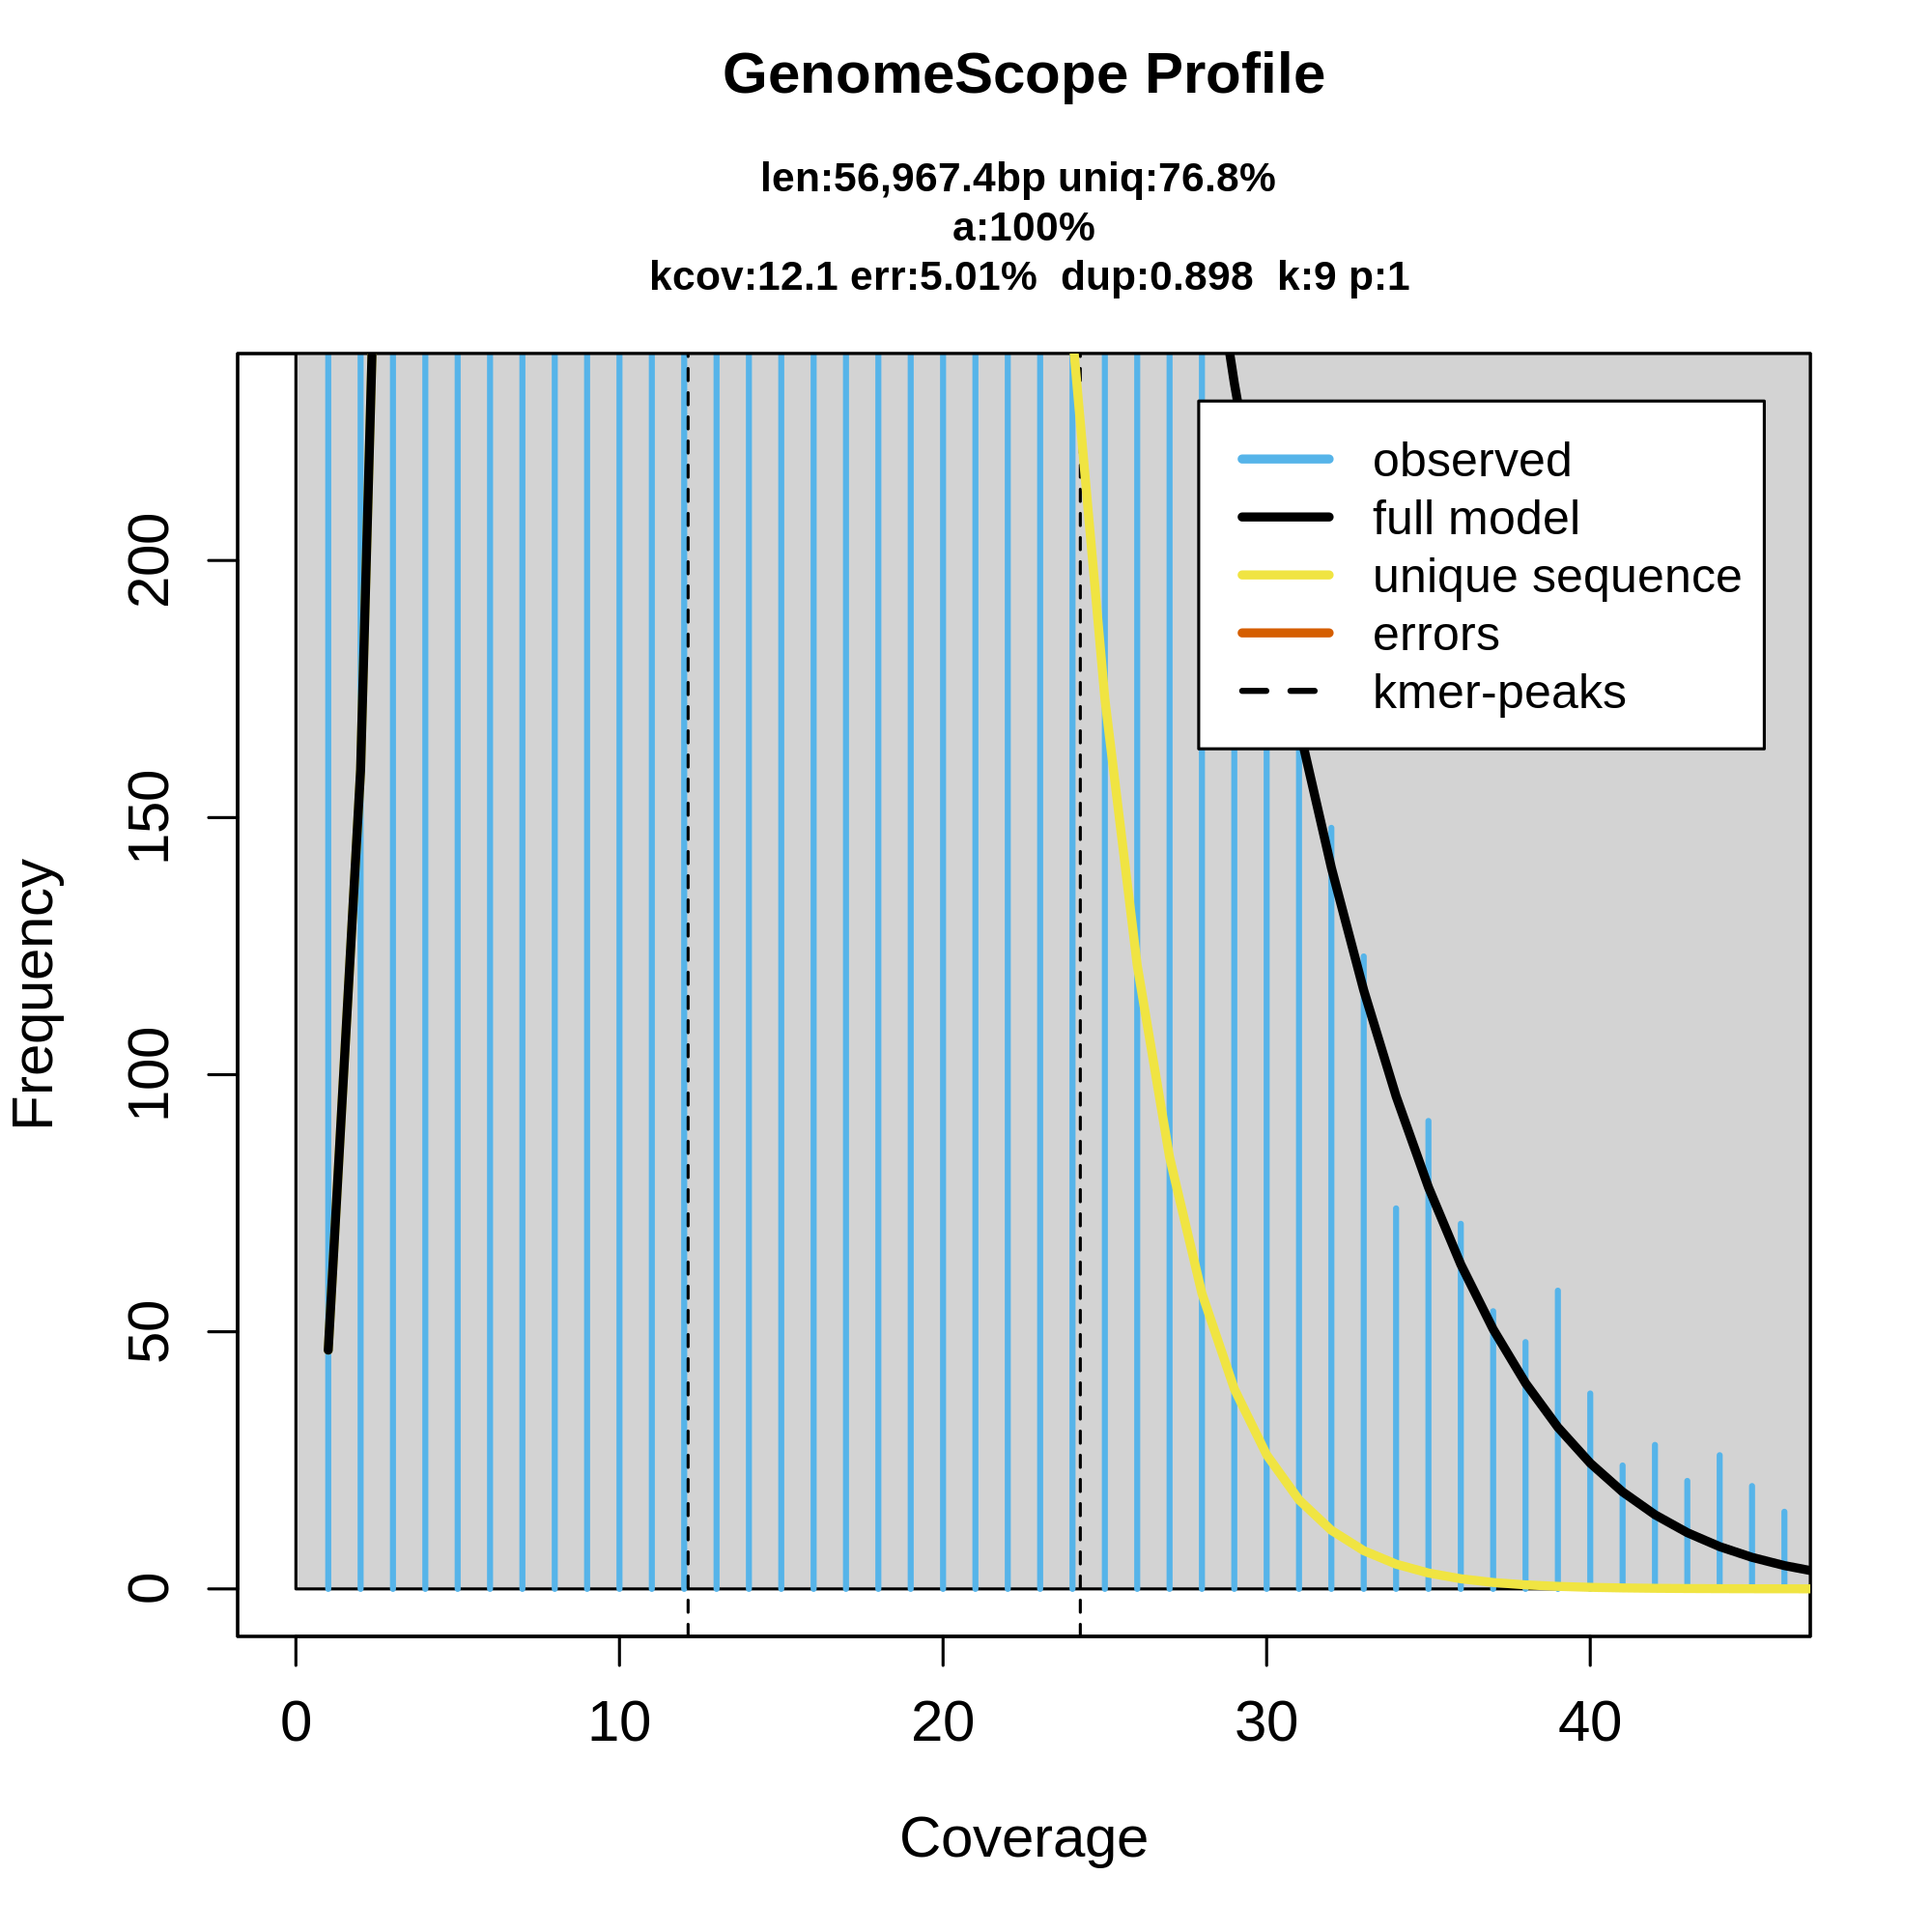 GenomeScope Profile
len:56,967.4bp uniq:76.8%
a:100%
kcov:12.1 err:5.01%  dup:0.898  k:9 p:1
observed
full model
unique sequence
errors
kmer-peaks
Frequency
200
150
100
50
0
0 10 20 30 40
Coverage